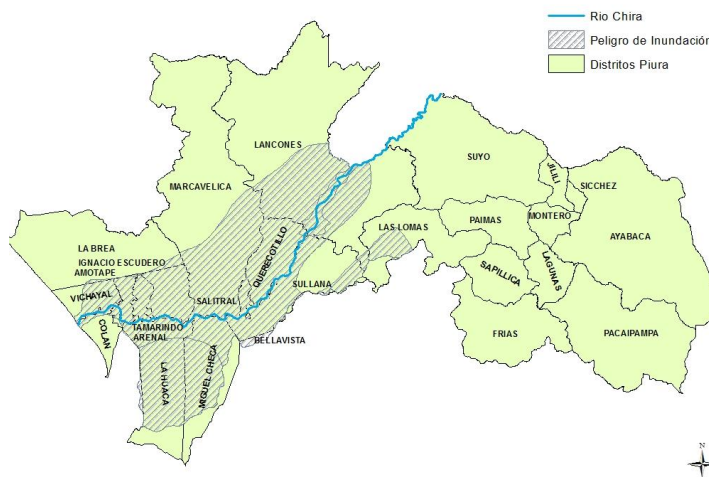 Rio Chira
Peligro de Inundación
Distritos Piura
LANCONES
MARCAVELICA
SUYO
JILILI
SICCHEZ
LAS LOMAS
PAIMAS
MONTERO
AYABACA
LA BREA
IGNACIO ESCUDERO
AMOTAPE
QUERECOTILLO
SULLANA
SAPILLICA
LAGUNAS
VICHAYAL
SALITRAL
COLAN
TAMARINDO
ARENAL
BELLAVISTA
FRIAS
PACAIPAMPA
LA HUACA
MIGUEL CHECA
N